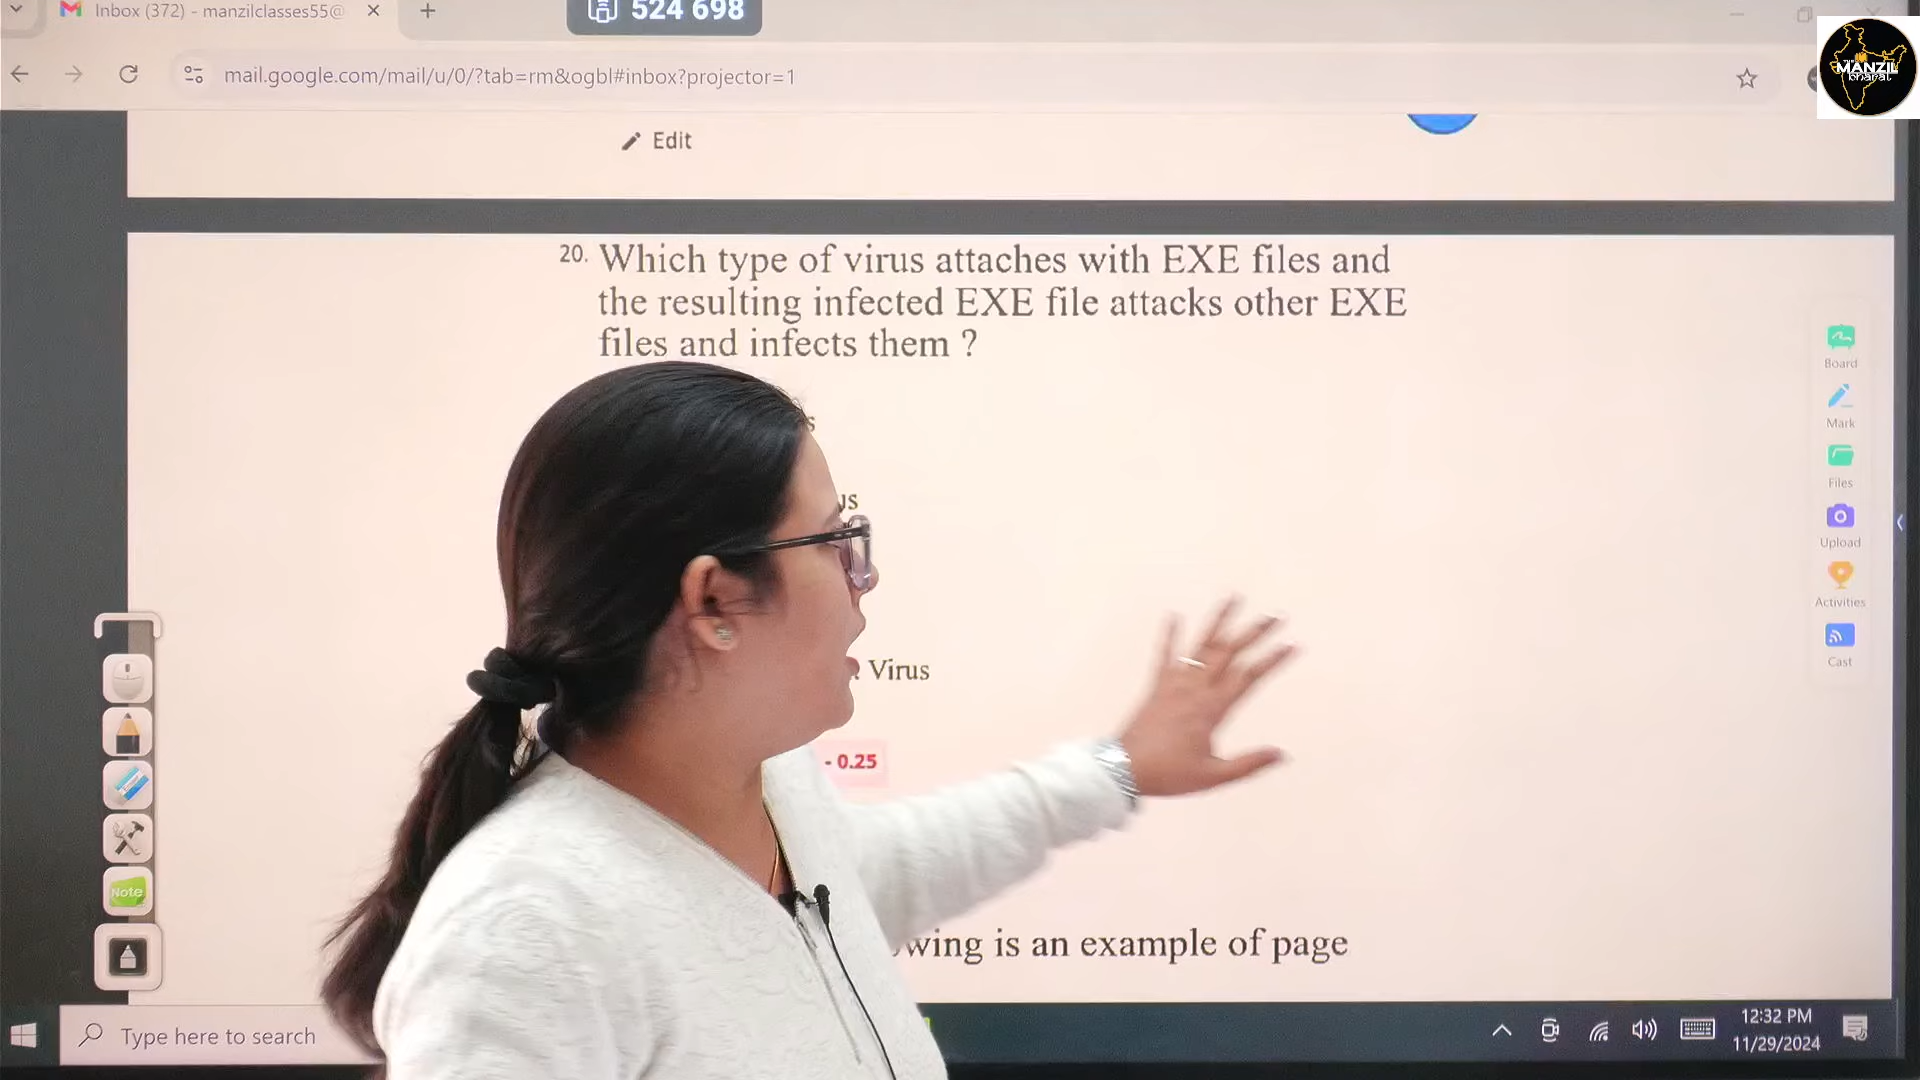 Inbox (372) - manzilclasses55@
524 698
mail.google.com/mail/u/0/?tab=rm&ogbl#inbox?projector=1
MANZIL
bharat
Edit
20. Which type of virus attaches with EXE files and
the resulting infected EXE file attacks other EXE
files and infects them ?
Virus
- 0.25
is an example of page
Board
Mark
Files
Upload
Activities
Cast
Note
Type here to search
12:32 PM
11/29/2024